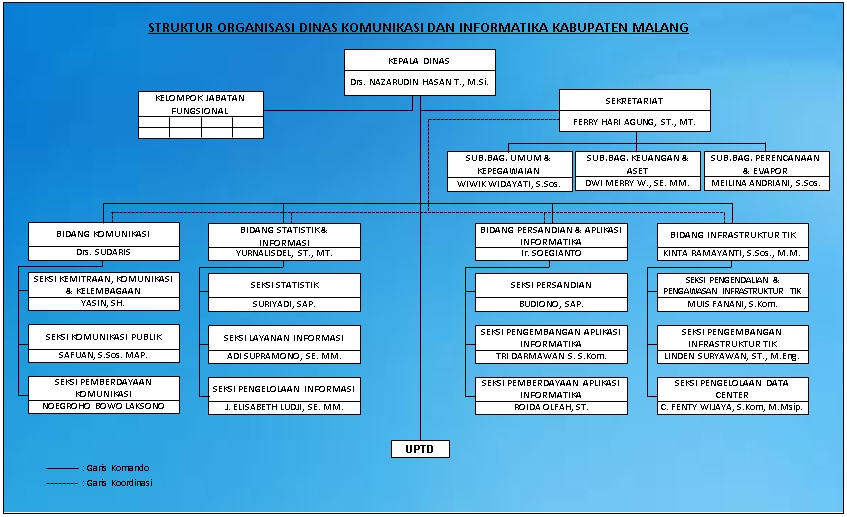 STRUKTUR ORGANISASI DINAS KOMUNIKASI DAN INFORMATIKA KABUPATEN MALANG
KEPALA DINAS
Drs. NAZARUDIN HASAN T., M.Si.
KELOMPOK JABATAN
FUNGSIONAL
SEKRETARIAT
FERRY HARI AGUNG, ST., MT.
SUB.BAG. UMUM &
KEPEGAWAIAN
WIWIK WIDAYATI, S.Sos.
SUB.BAG. KEUANGAN &
ASET
DWI MERRY W., SE. MM.
SUB.BAG. PERENCANAAN
& EVAPOR
MEILINA ANDRIANI, S.Sos.
BIDANG KOMUNIKASI
Drs. SUDARIS
SEKSI KEMITRAAN, KOMUNIKASI
& KELEMBAGAAN
YASIN, SH.
SEKSI KOMUNIKASI PUBLIK
SAFUAN, S.Sos. MAP.
SEKSI PEMBERDAYAAN
KOMUNIKASI
NOEGROHO BOWO LAKSONO
BIDANG STATISTIK &
INFORMASI
YURNALISDEL, ST., MT.
SEKSI STATISTIK
SURIYADI, SAP.
SEKSI LAYANAN INFORMASI
ADI SUPRAMONO, SE. MM.
SEKSI PENGELOLAAN INFORMASI
J. ELISABETH LUDJI, SE. MM.
BIDANG PERSANDIAN & APLIKASI
INFORMATIKA
Ir. SOEGIANTO
SEKSI PERSANDIAN
BUDIONO, SAP.
SEKSI PENGEMBANGAN APLIKASI
INFORMATIKA
TRI DARMAWAN S. S.Kom.
SEKSI PEMBERDAYAAN APLIKASI
INFORMATIKA
ROIDA OLFAH, ST.
BIDANG INFRASTRUKTUR TIK
KINTA RAMAYANTI, S.Sos., M.M.
SEKSI PENGENDALIAN &
PENGAWASAN INFRASTRUKTUR TIK
MUIS FANANI, S.Kom.
SEKSI PENGEMBANGAN
INFRASTRUKTUR TIK
LINDEN SURYAWAN, ST., M.Eng.
SEKSI PENGELOLAAN DATA
CENTER
C. FENTY WIJAYA, S.Kom, M.Msip.
UPTD
: Garis Komando
: Garis Koordinasi